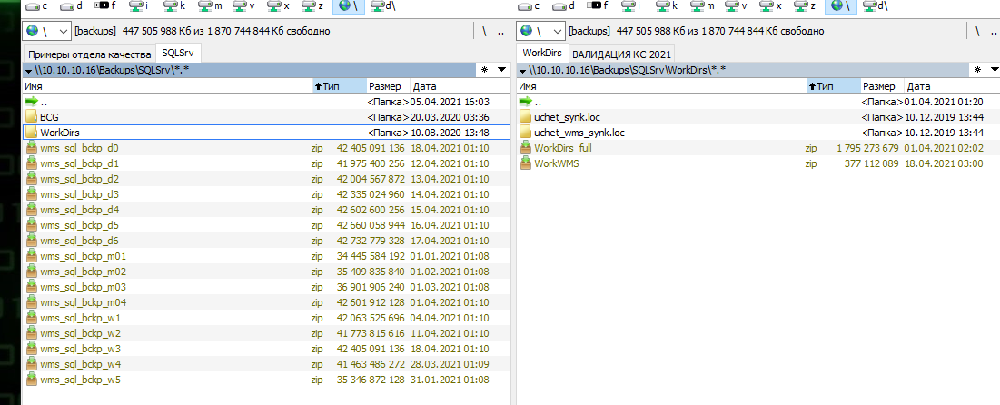 c d f i k m v x z \ d\
c d f i k m v x z \ d\
\ [backups] 447 505 988 Кб из 1 870 744 844 Кб свободно \ ..
\ [backups] 447 505 988 Кб из 1 870 744 844 Кб свободно \ ..
Примеры отдела качества SQLSrv
WorkDirs ВАЛИДАЦИЯ КС 2021
\\10.10.10.16\Backups\SQLSrv\*.* *
\\10.10.10.16\Backups\SQLSrv\WorkDirs\*.* *
Имя Тип Размер Дата
.. <Папка> 05.04.2021 16:03
BCG <Папка> 20.03.2020 03:36
WorkDirs <Папка> 10.08.2020 13:48
wms_sql_bckp_d0 zip 42 405 091 136 18.04.2021 01:10
wms_sql_bckp_d1 zip 41 975 400 256 12.04.2021 01:10
wms_sql_bckp_d2 zip 42 004 567 872 13.04.2021 01:10
wms_sql_bckp_d3 zip 42 335 024 960 14.04.2021 01:10
wms_sql_bckp_d4 zip 42 602 600 256 15.04.2021 01:10
wms_sql_bckp_d5 zip 42 660 058 944 16.04.2021 01:10
wms_sql_bckp_d6 zip 42 732 779 328 17.04.2021 01:10
wms_sql_bckp_m01 zip 34 445 584 192 01.01.2021 01:08
wms_sql_bckp_m02 zip 35 409 835 840 01.02.2021 01:08
wms_sql_bckp_m03 zip 36 901 906 240 01.03.2021 01:08
wms_sql_bckp_m04 zip 42 601 912 128 01.04.2021 01:10
wms_sql_bckp_w1 zip 42 063 525 696 04.04.2021 01:10
wms_sql_bckp_w2 zip 41 773 815 616 11.04.2021 01:10
wms_sql_bckp_w3 zip 42 405 091 136 18.04.2021 01:10
wms_sql_bckp_w4 zip 41 463 486 272 28.03.2021 01:09
wms_sql_bckp_w5 zip 35 346 872 128 31.01.2021 01:08
Имя Тип Размер Дата
.. <Папка> 01.04.2021 01:20
uchet_synk.loc <Папка> 10.12.2019 13:44
uchet_wms_synk.loc <Папка> 10.12.2019 13:44
WorkDirs_full zip 1 795 273 679 01.04.2021 02:02
WorkWMS zip 377 112 089 18.04.2021 03:00